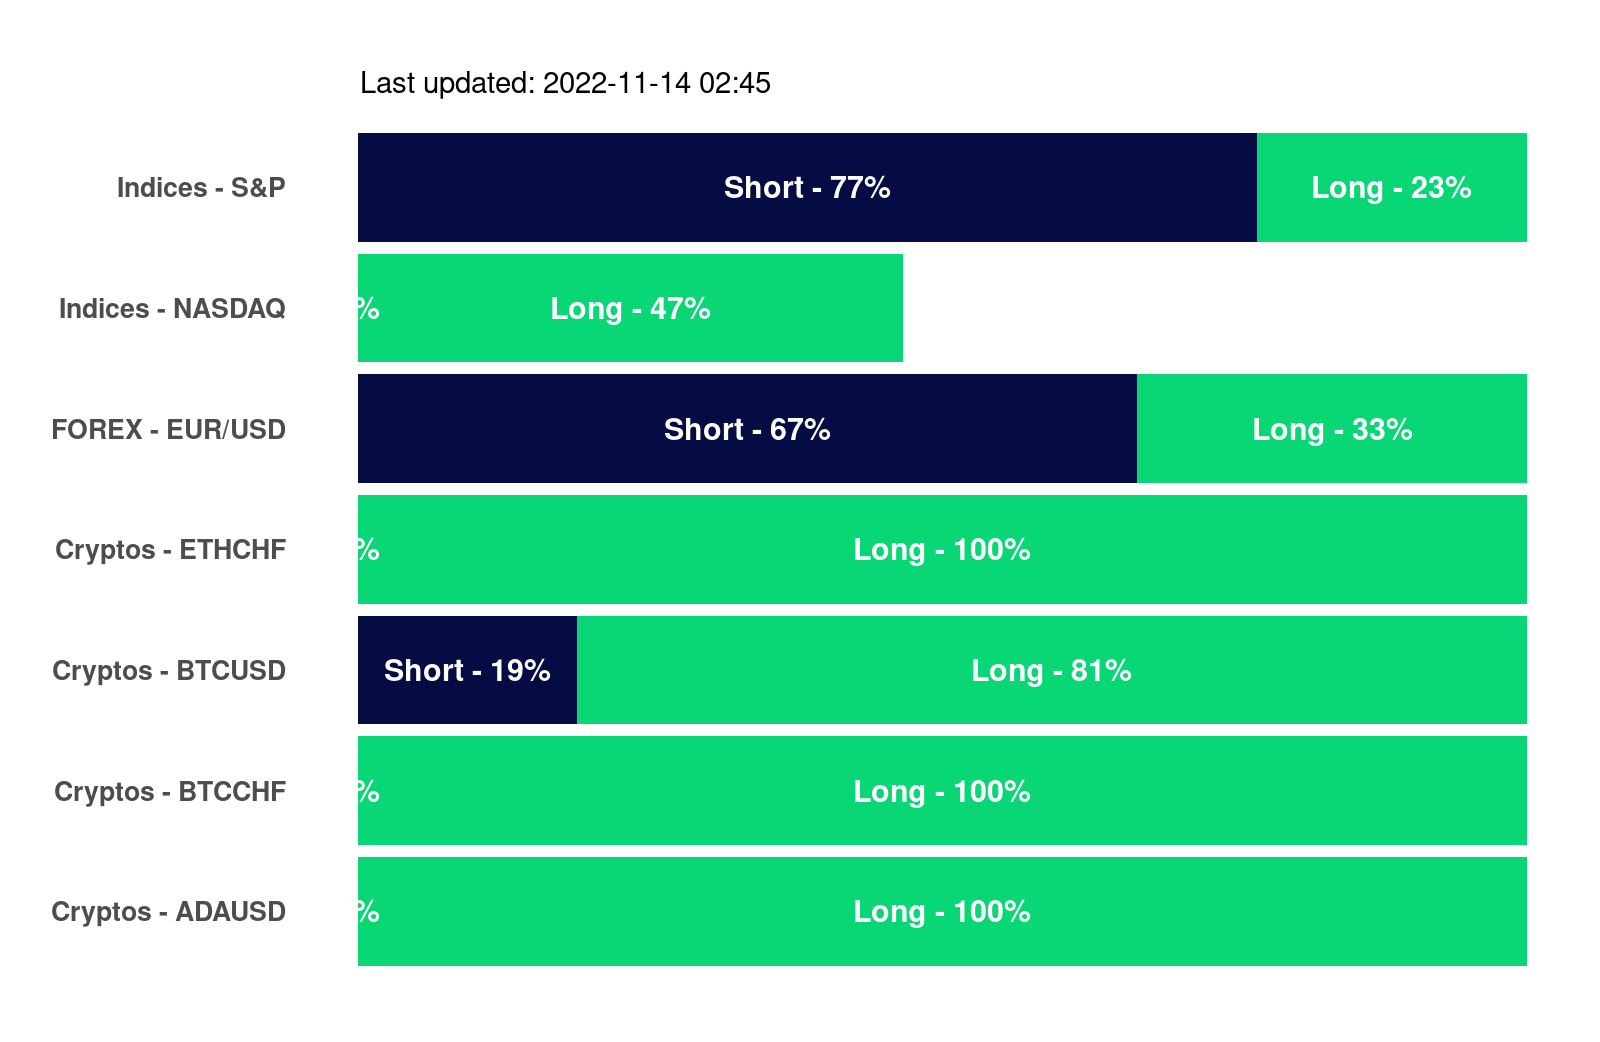 Last updated: 2022-11-14 02:45
Indices - S&P Short - 77% Long - 23%
Indices - NASDAQ % Long - 47%
FOREX - EUR/USD Short - 67% Long - 33%
Cryptos - ETHCHF % Long - 100%
Cryptos - BTCUSD Short - 19% Long - 81%
Cryptos - BTCCHF % Long - 100%
Cryptos - ADAUSD % Long - 100%